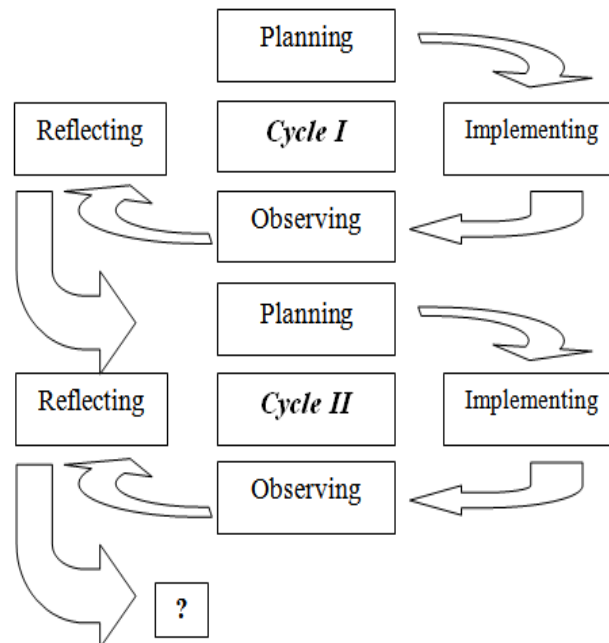 Planning
Reflecting
Cycle I
Implementing
Observing
Planning
Reflecting
Cycle II
Implementing
Observing
?